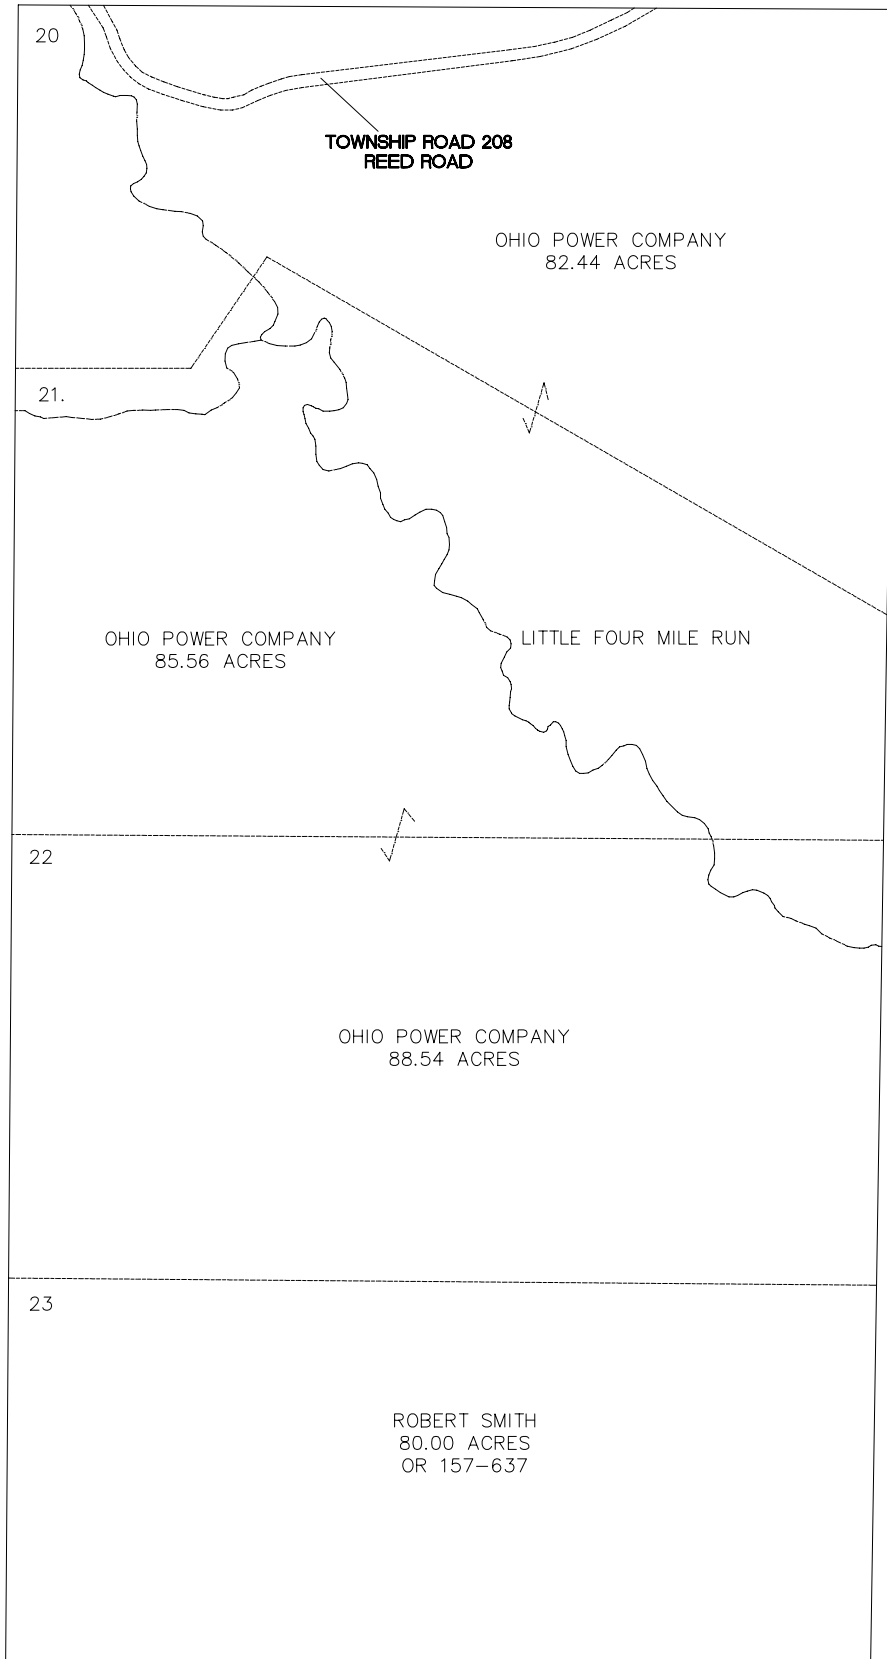 20
TOWNSHIP ROAD 208
REED ROAD
OHIO POWER COMPANY
82.44 ACRES
21.
OHIO POWER COMPANY
85.56 ACRES
LITTLE FOUR MILE RUN
22
OHIO POWER COMPANY
88.54 ACRES
23
ROBERT SMITH
80.00 ACRES
OR 157-637